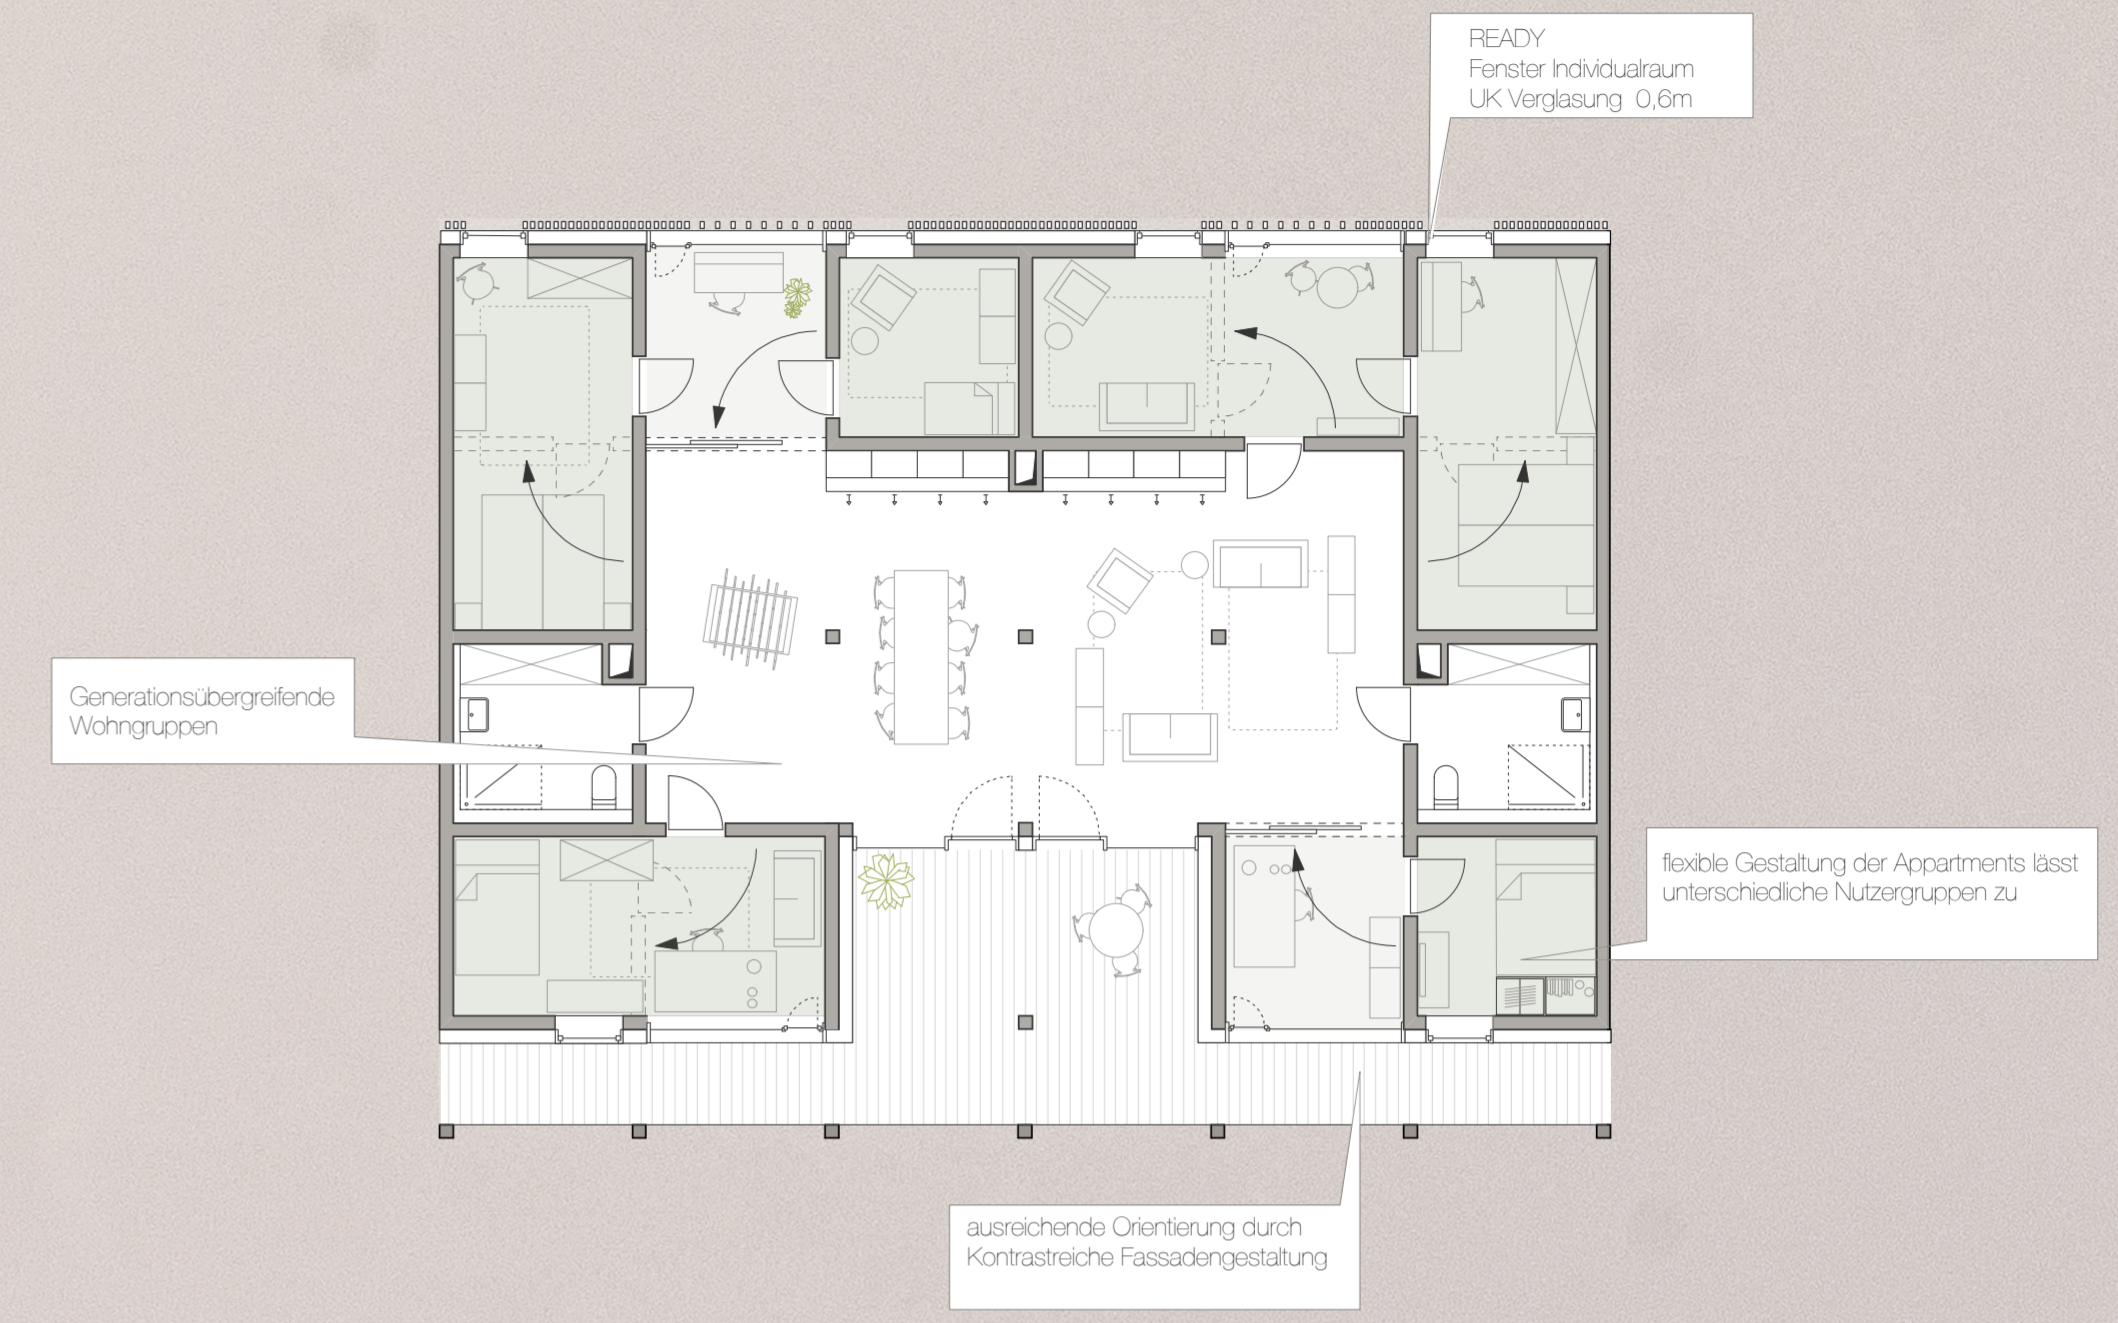 READY
Fenster Individualraum
UK Verglasung 0,6m
Generationsübergreifende
Wohngruppen
flexible Gestaltung der Appartments lässt
unterschiedliche Nutzergruppen zu
ausreichende Orientierung durch
Kontrastreiche Fassadengestaltung